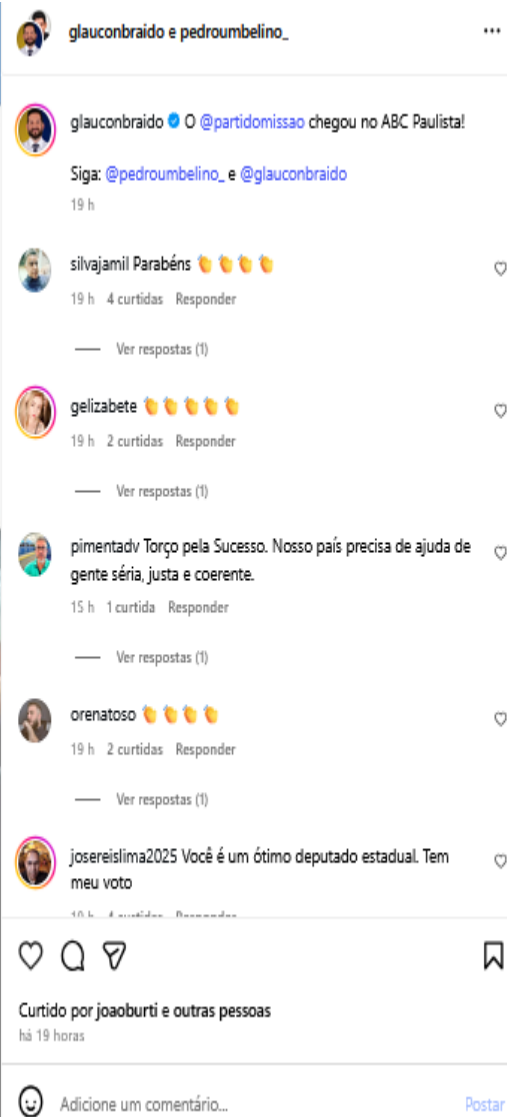 glauconbraido e pedroumbelino_
glauconbraido O @partidomissao chegou no ABC Paulista!
Siga: @pedroumbelino_ e @glauconbraido
19 h
silvajamil Parabéns 👏👏👏👏
19 h 4 curtidas Responder
Ver respostas (1)
gelizabete 👏👏👏👏👏
19 h 2 curtidas Responder
Ver respostas (1)
pimentadv Torço pela Sucesso. Nosso país precisa de ajuda de
gente séria, justa e coerente.
15 h 1 curtida Responder
Ver respostas (1)
orenatoso 👏👏👏👏
19 h 2 curtidas Responder
Ver respostas (1)
josereislima2025 Você é um ótimo deputado estadual. Tem
meu voto
19 h 4 curtidas Responder
Curtido por joaoburti e outras pessoas
há 19 horas
Adicione um comentário...
Postar